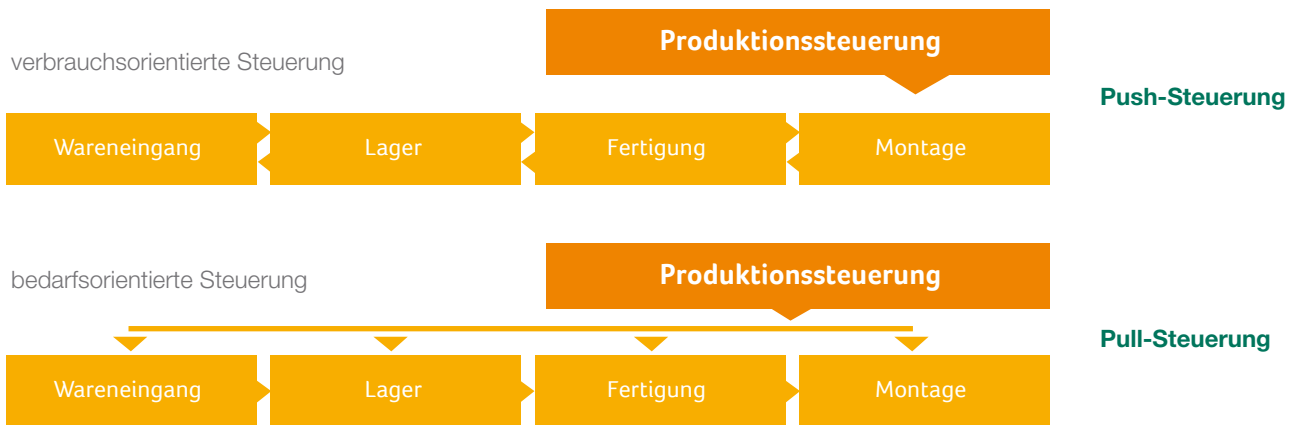 Produktionssteuerung
verbrauchsorientierte Steuerung
Push-Steuerung
Wareneingang
Lager
Fertigung
Montage
Produktionssteuerung
bedarfsorientierte Steuerung
Pull-Steuerung
Wareneingang
Lager
Fertigung
Montage